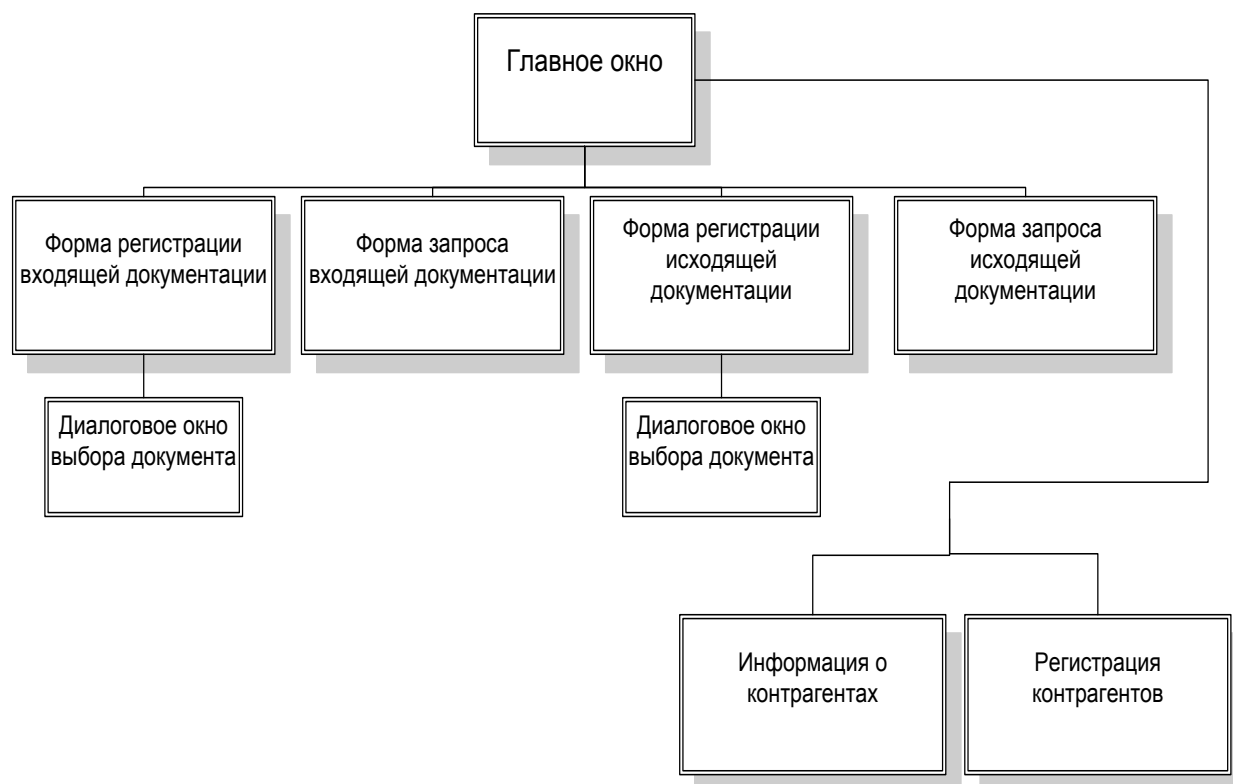 Главное окно
Форма регистрации
входящей документации
Форма запроса
входящей документации
Форма регистрации
исходящей
документации
Форма запроса
исходящей
документации
Диалоговое окно
выбора документа
Диалоговое окно
выбора документа
Информация о
контрагентах
Регистрация
контрагентов